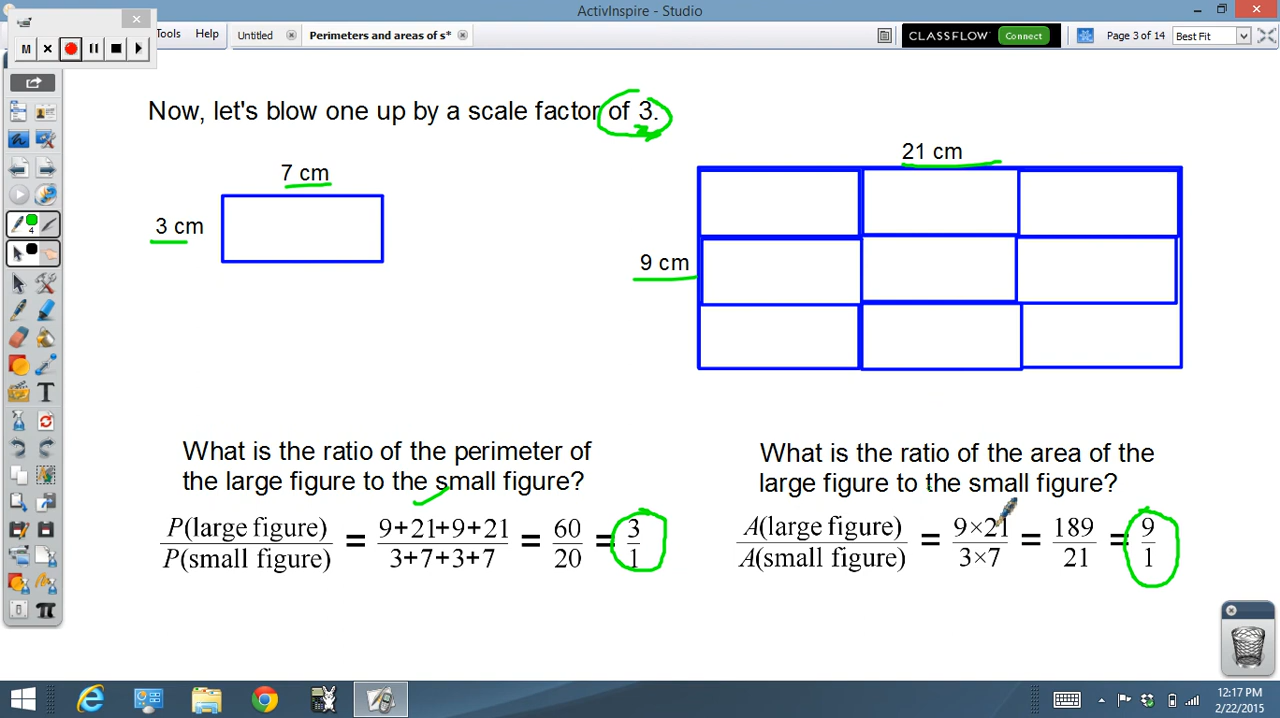 ActivInspire - Studio
Tools Help Untitled Perimeters and areas of s* CLASSFLOW Connect Page 3 of 14 Best Fit
M
4
T
Now, let's blow one up by a scale factor of 3.
7 cm
3 cm
21 cm
9 cm
What is the ratio of the perimeter of
the large figure to the small figure?
P(large figure) / P(small figure) = 9+21+9+21 / 3+7+3+7 = 60 / 20 = 3 / 1
What is the ratio of the area of the
large figure to the small figure?
A(large figure) / A(small figure) = 9×21 / 3×7 = 189 / 21 = 9 / 1
12:17 PM
2/22/2015